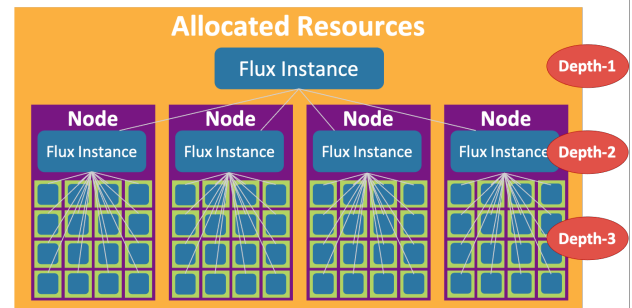 Allocated Resources
Flux Instance
Depth-1
Node Node Node Node
Flux Instance Flux Instance Flux Instance Flux Instance
Depth-2
Depth-3